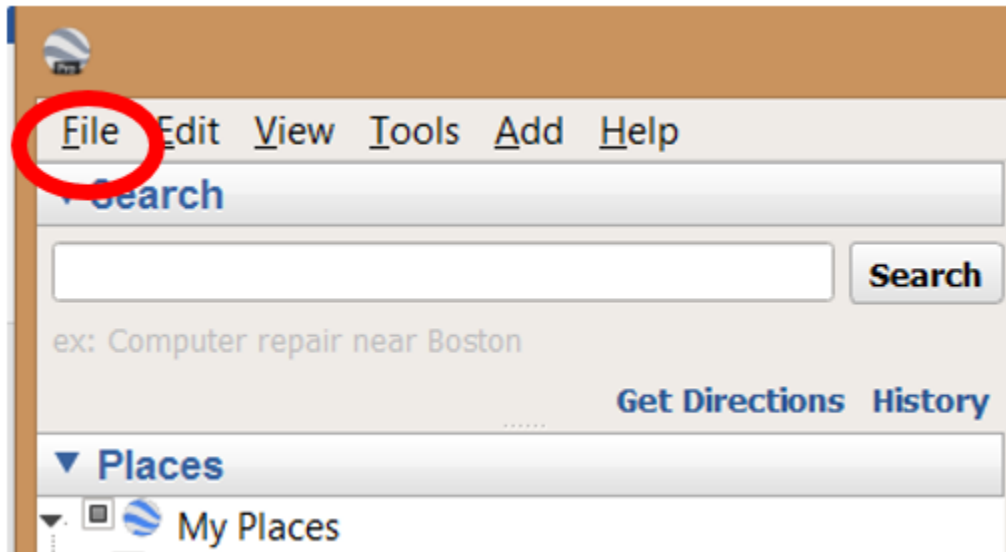 Pro
File Edit View Tools Add Help
Search
Search
ex: Computer repair near Boston
Get Directions History
Places
My Places